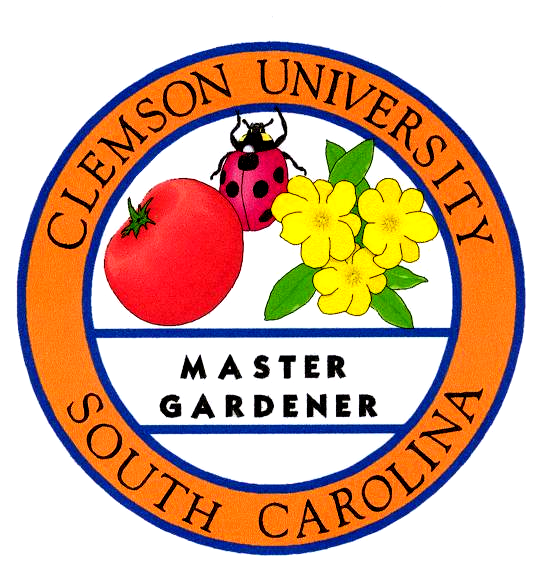 CLEMSON UNIVERSITY
MASTER
GARDENER
SOUTH CAROLINA